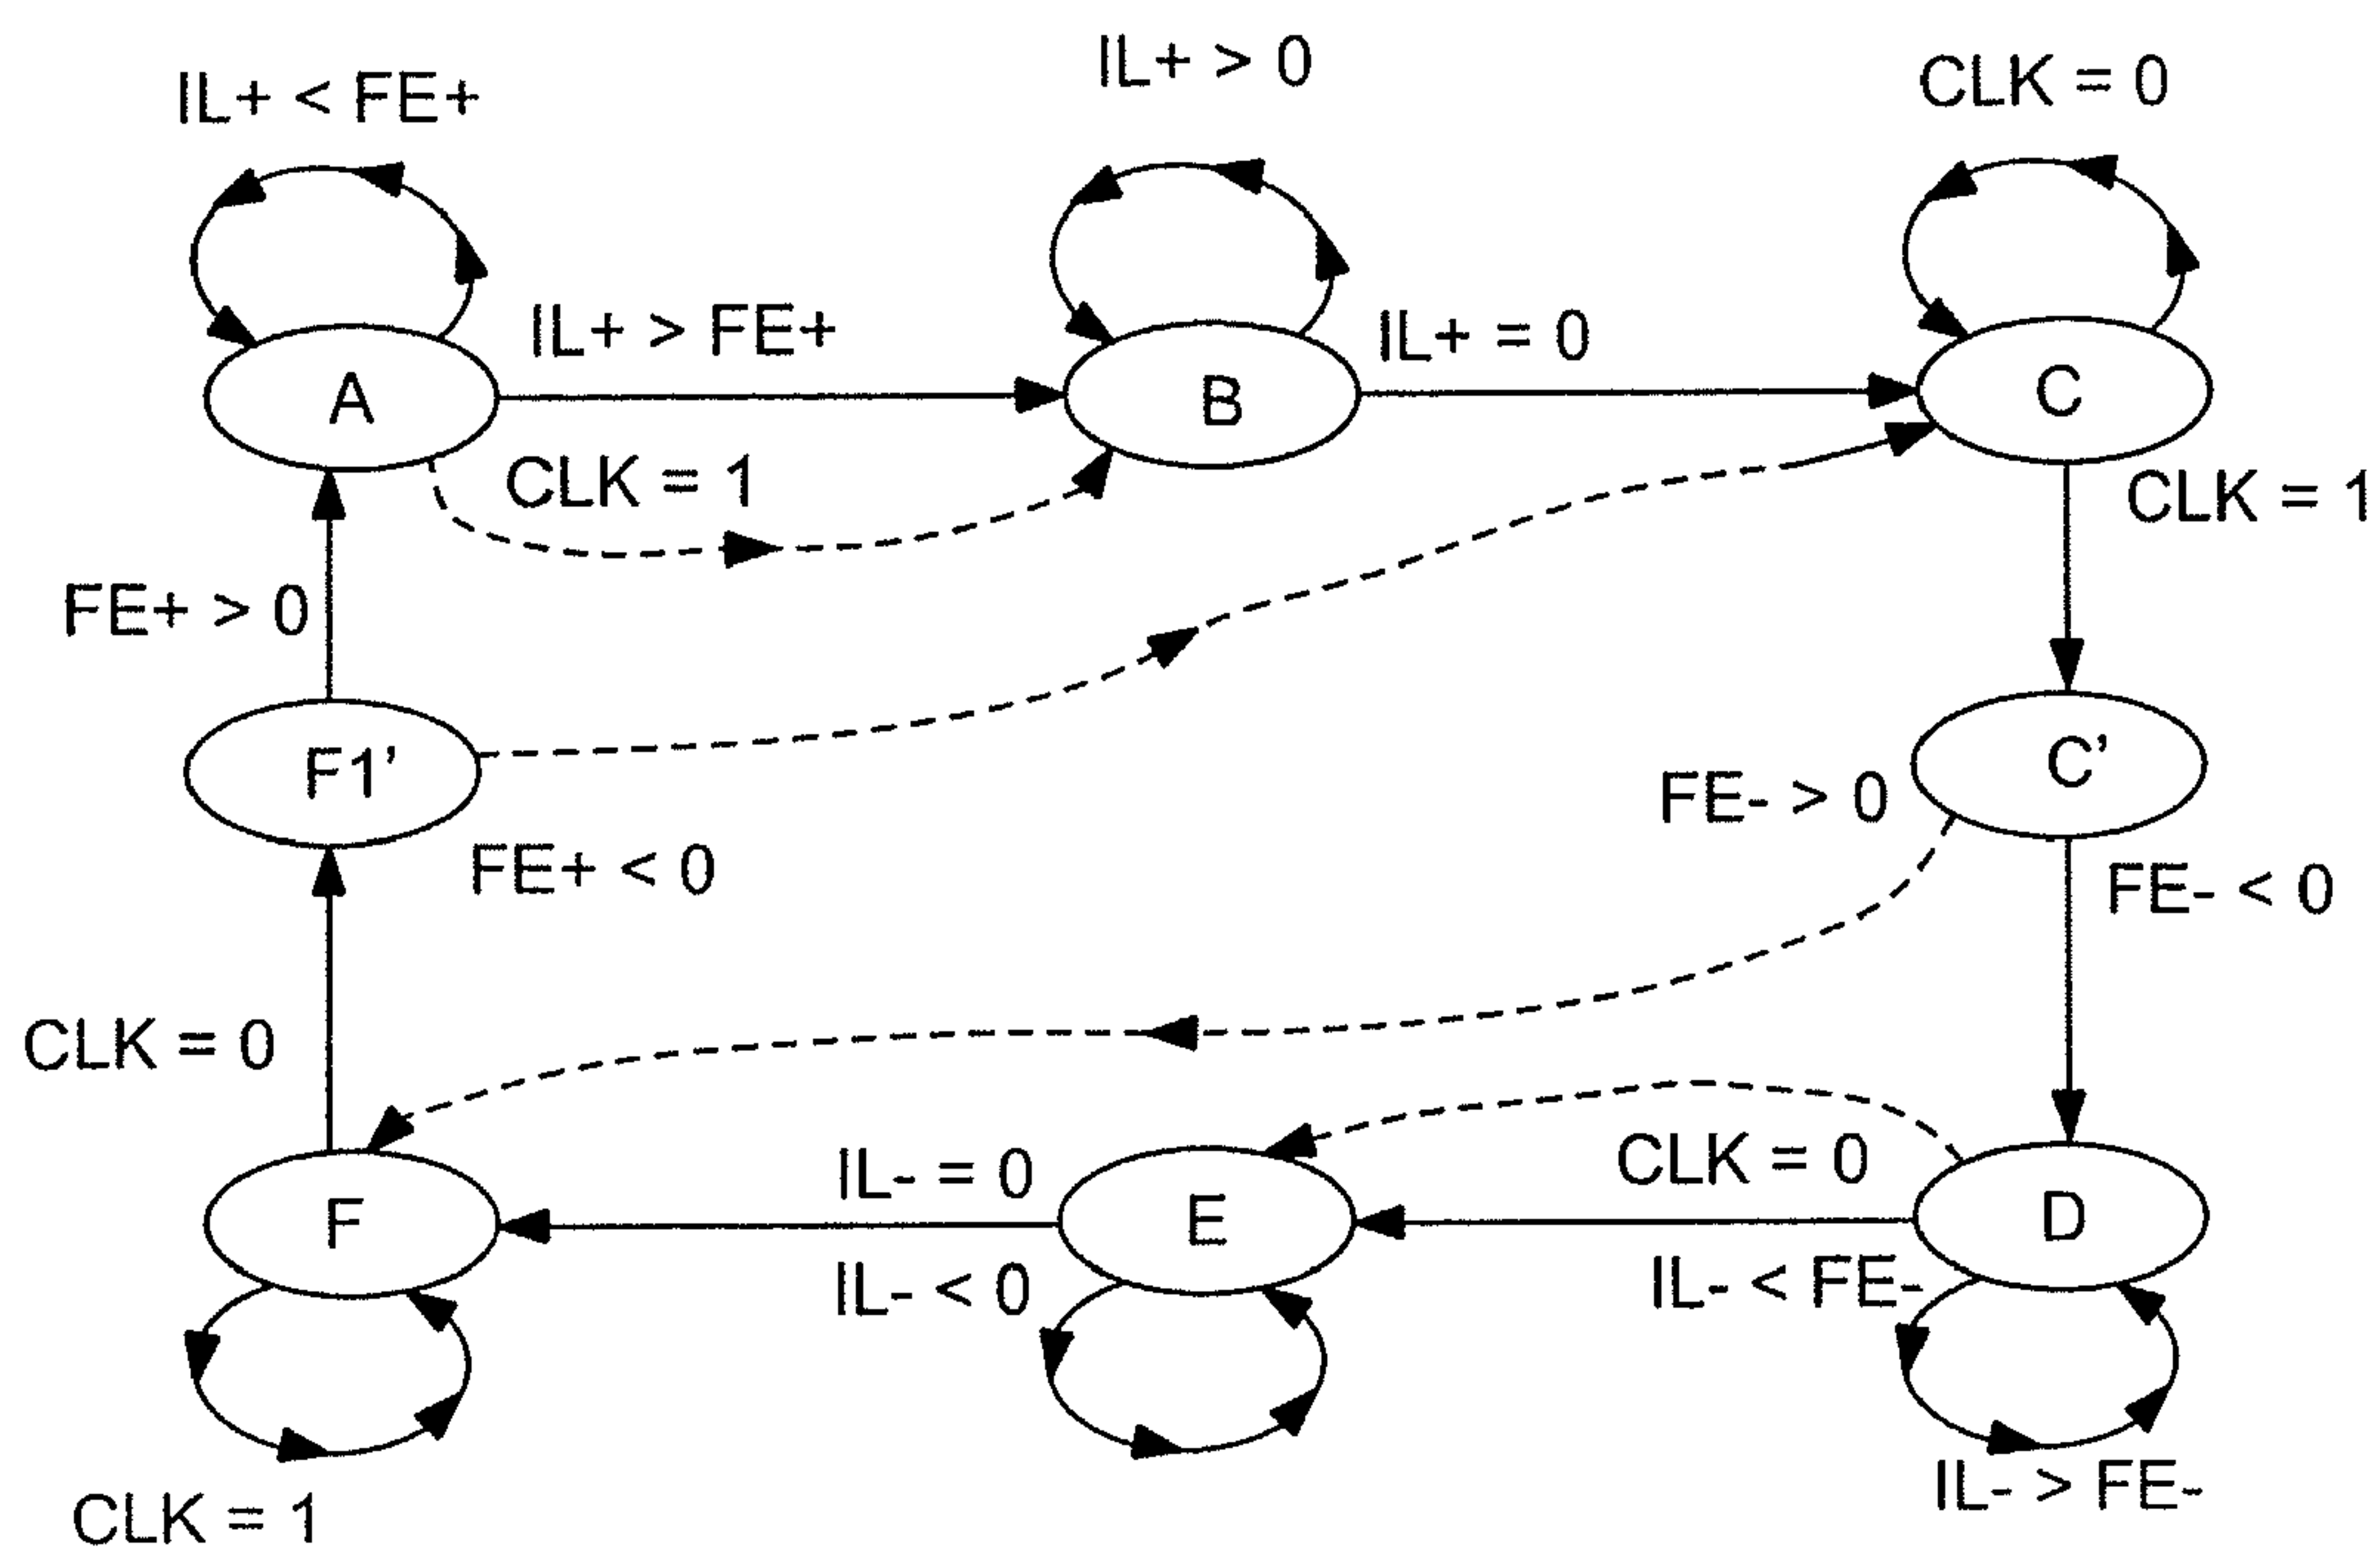 IL+ > 0
CLK = 0
IL+ < FE+
IL+ > FE+
IL+ = 0
A
B
C
CLK = 1
CLK = 1
FE+ > 0
F1’
C’
FE- > 0
FE+ < 0
FE- < 0
CLK = 0
IL- = 0
CLK = 0
F
E
D
IL- < 0
IL- < FE-
IL- > FE-
CLK = 1